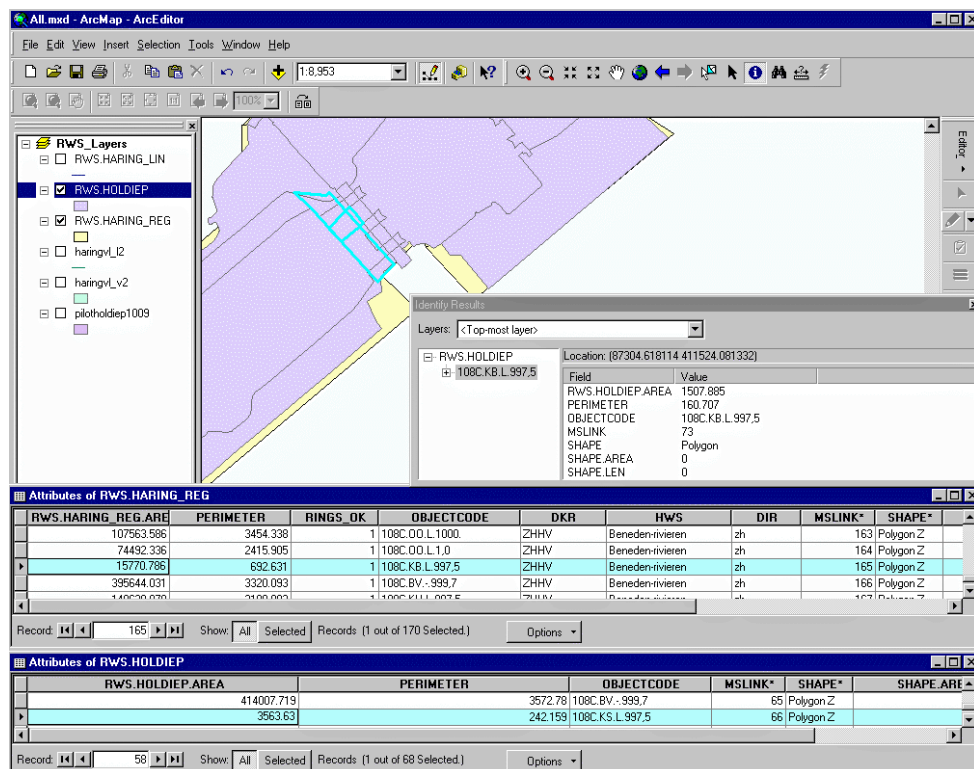 All.mxd - ArcMap - ArcEditor
File Edit View Insert Selection Tools Window Help
1:8,953
100%
RWS_Layers
RWS.HARING_LIN
RWS.HOLDIEP
RWS.HARING_REG
haringvl_l2
haringvl_v2
pilotholdiep1009
Editor
Identify Results
Layers: <Top-most layer>
RWS.HOLDIEP
108C.KB.L.997,5
Location: (87304.618114 411524.081332)
Field Value
RWS.HOLDIEP.AREA 1507.885
PERIMETER 160.707
OBJECTCODE 108C.KB.L.997,5
MSLINK 73
SHAPE Polygon
SHAPE.AREA 0
SHAPE.LEN 0
Attributes of RWS.HARING_REG
RWS.HARING_REG.ARE PERIMETER RINGS_OK OBJECTCODE DKR HWS DIR MSLINK* SHAPE*
107563.586 3454.338 1 108C.OO.L.1000. ZHHV Beneden-rivieren zh 163 Polygon Z
74492.336 2415.905 1 108C.OO.L.1,0 ZHHV Beneden-rivieren zh 164 Polygon Z
15770.786 692.631 1 108C.KB.L.997,5 ZHHV Beneden-rivieren zh 165 Polygon Z
395644.031 3320.093 1 108C.BV.-.999,7 ZHHV Beneden-rivieren zh 166 Polygon Z
Record: 165 Show: All Selected Records (1 out of 170 Selected.) Options
Attributes of RWS.HOLDIEP
RWS.HOLDIEP.AREA PERIMETER OBJECTCODE MSLINK* SHAPE* SHAPE.ARE
414007.719 3572.78 108C.BV.-.999,7 65 Polygon Z
3563.63 242.159 108C.KS.L.997,5 66 Polygon Z
Record: 58 Show: All Selected Records (1 out of 68 Selected.) Options